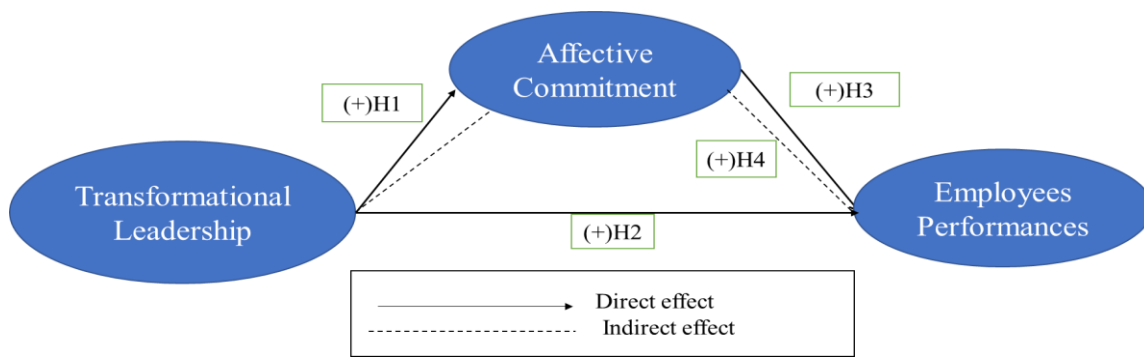 Affective
Commitment
(+)H1
(+)H3
(+)H4
Transformational
Leadership
Employees
Performances
(+)H2
Direct effect
Indirect effect